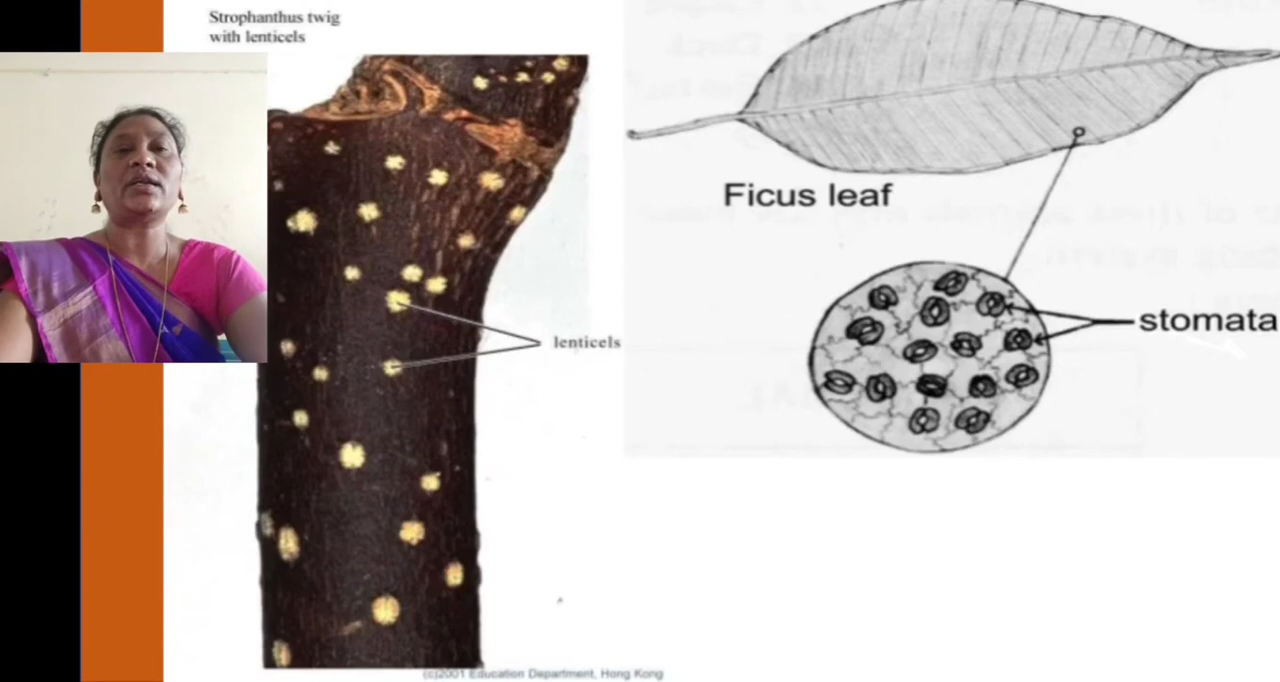 Strophanthus twig
with lenticels
lenticels
Ficus leaf
stomata
(c)2001 Education Department, Hong Kong